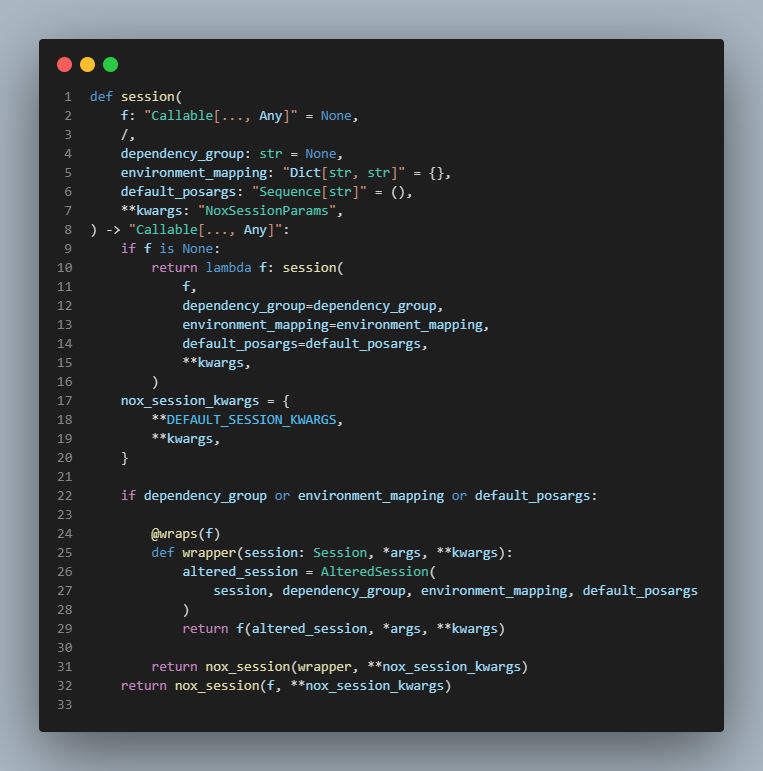 1 def session(
2     f: "Callable[..., Any]" = None,
3     /,
4     dependency_group: str = None,
5     environment_mapping: "Dict[str, str]" = {},
6     default_posargs: "Sequence[str]" = (),
7     **kwargs: "NoxSessionParams",
8 ) -> "Callable[..., Any]":
9     if f is None:
10         return lambda f: session(
11             f,
12             dependency_group=dependency_group,
13             environment_mapping=environment_mapping,
14             default_posargs=default_posargs,
15             **kwargs,
16         )
17     nox_session_kwargs = {
18         **DEFAULT_SESSION_KWARGS,
19         **kwargs,
20     }
21
22     if dependency_group or environment_mapping or default_posargs:
23
24         @wraps(f)
25         def wrapper(session: Session, *args, **kwargs):
26             altered_session = AlteredSession(
27                 session, dependency_group, environment_mapping, default_posargs
28             )
29             return f(altered_session, *args, **kwargs)
30
31         return nox_session(wrapper, **nox_session_kwargs)
32     return nox_session(f, **nox_session_kwargs)
33